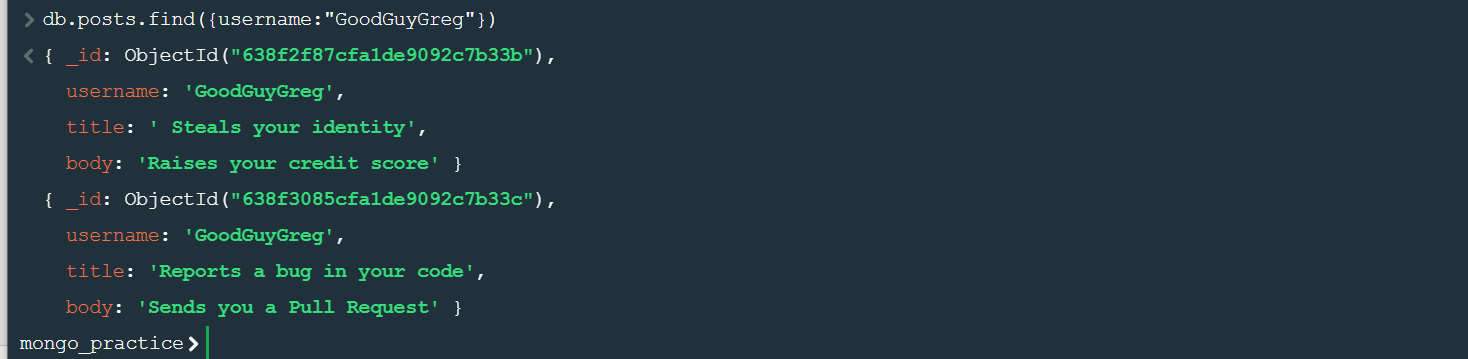 > db.posts.find({username:"GoodGuyGreg"})
< { _id: ObjectId("638f2f87cfa1de9092c7b33b"),
username: 'GoodGuyGreg',
title: ' Steals your identity',
body: 'Raises your credit score' }
{ _id: ObjectId("638f3085cfa1de9092c7b33c"),
username: 'GoodGuyGreg',
title: 'Reports a bug in your code',
body: 'Sends you a Pull Request' }
mongo_practice>